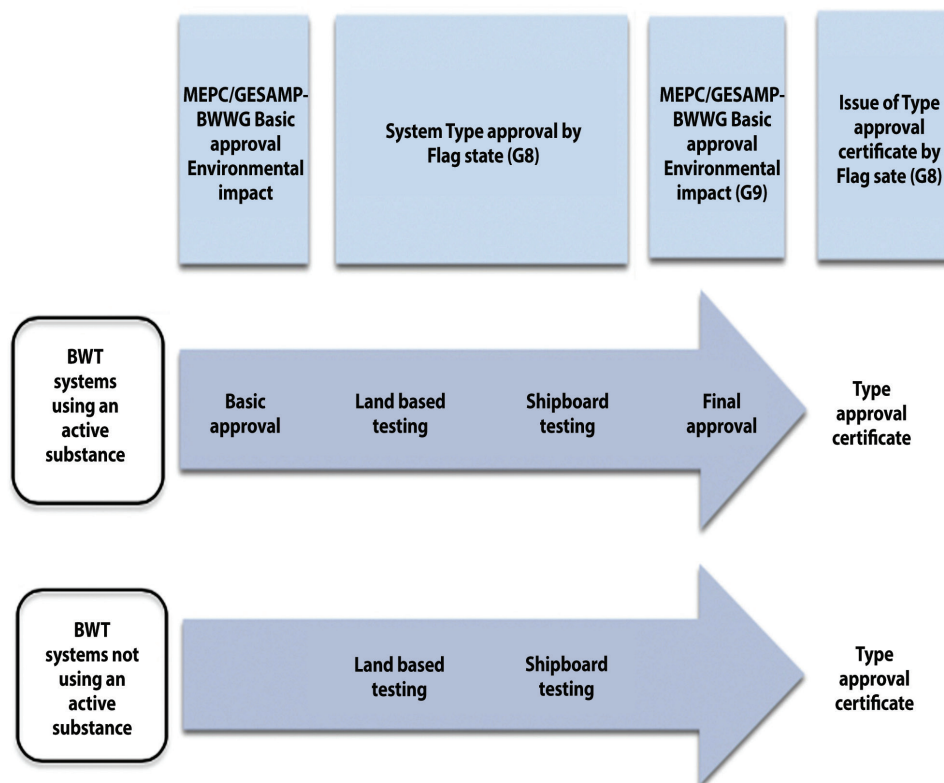 MEPC/GESAMP-
BWWG Basic
approval
Environmental
impact
System Type approval by
Flag state (G8)
MEPC/GESAMP-
BWWG Basic
approval
Environmental
impact (G9)
Issue of Type
approval
certificate by
Flag sate (G8)
BWT
systems
using an
active
substance
Basic
approval
Land based
testing
Shipboard
testing
Final
approval
Type
approval
certificate
BWT
systems not
using an
active
substance
Land based
testing
Shipboard
testing
Type
approval
certificate